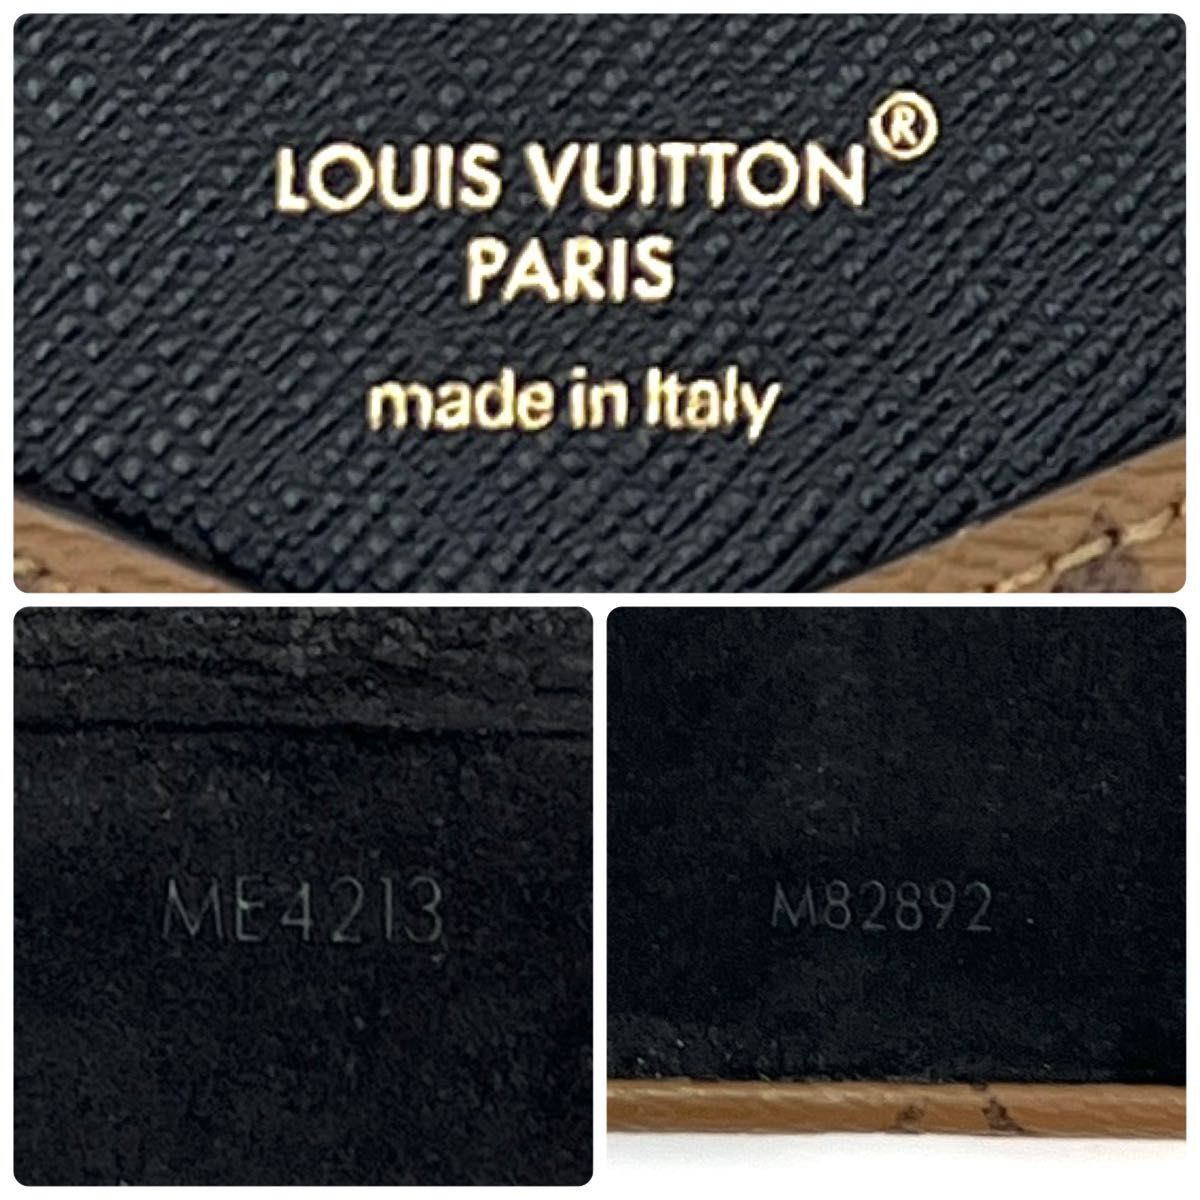 LOUIS VUITTON®
PARIS
made in Italy
ME4213
M82892